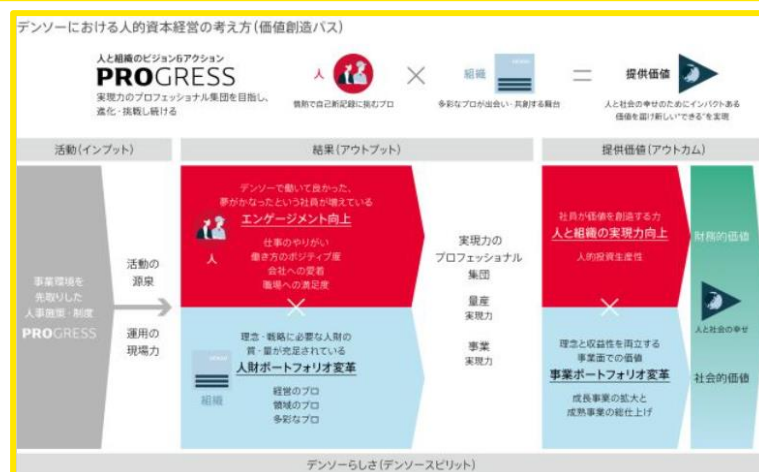 デンソーにおける人的資本経営の考え方(価値創造パス)
人と組織のビジョン&アクション
PROGRESS
実現力のプロフェッショナル集団を目指し、
進化・挑戦し続ける
人
情熱で自己新記録に挑むプロ
×
組織
多彩なプロが出会い・共創する舞台
=
提供価値
人と社会の幸せのためにインパクトある
価値を届け新しい“できる”を実現
活動(インプット)
結果(アウトプット)
提供価値(アウトカム)
事業環境を
先取りした
人事施策・制度
PROGRESS
活動の
源泉
運用の
現場力
デンソーで働いて良かった、
夢がかなったという社員が増えている
エンゲージメント向上
人
仕事のやりがい
働き方のポジティブ度
会社への愛着
職場への満足度
×
理念・戦略に必要な人財の
質・量が充足されている
人財ポートフォリオ変革
組織
経営のプロ
領域のプロ
多彩なプロ
実現力の
プロフェッショナル
集団
量産
実現力
事業
実現力
社員が価値を創造する力
人と組織の実現力向上
人的投資生産性
×
理念と収益性を両立する
事業面での価値
事業ポートフォリオ変革
成長事業の拡大と
成熟事業の総仕上げ
財務的価値
人と社会の幸せ
社会的価値
デンソーらしさ(デンソースピリット)